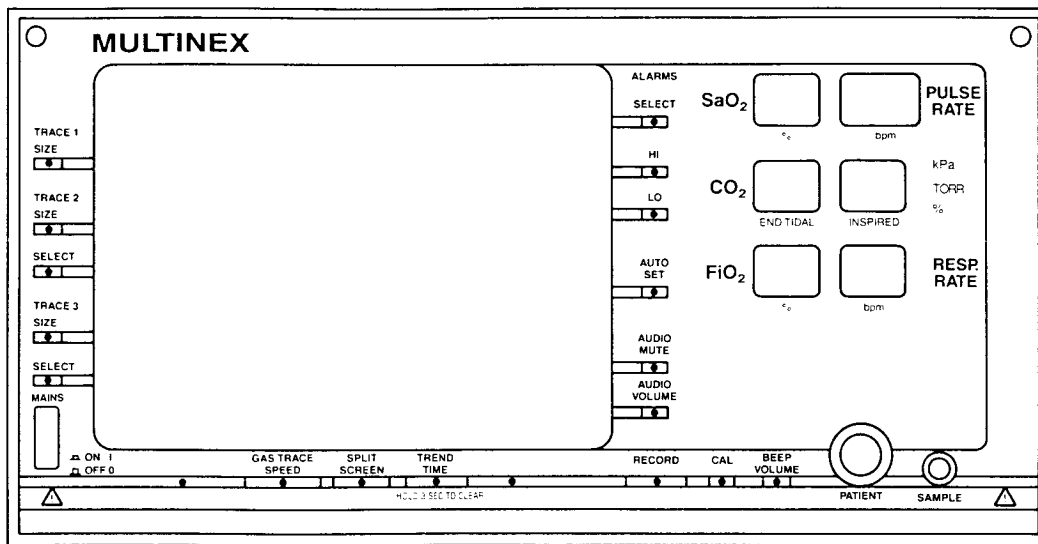 MULTINEX
TRACE 1
SIZE
TRACE 2
SIZE
SELECT
TRACE 3
SIZE
SELECT
MAINS
ON I
OFF 0
ALARMS
SELECT
HI
LO
AUTO
SET
AUDIO
MUTE
AUDIO
VOLUME
SaO₂
%
bpm
PULSE
RATE
CO₂
END TIDAL
INSPIRED
kPa
TORR
%
FiO₂
%
bpm
RESP.
RATE
GAS TRACE
SPEED
SPLIT
SCREEN
TREND
TIME
HOLD 3 SEC TO CLEAR
RECORD
CAL
BEEP
VOLUME
PATIENT
SAMPLE